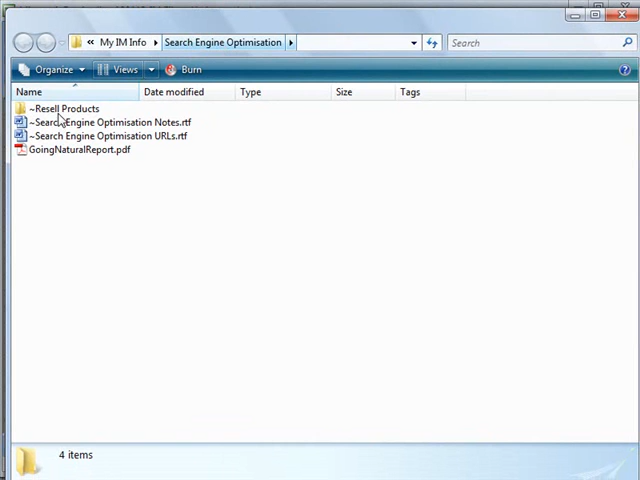 « My IM Info Search Engine Optimisation Search
Organize Views Burn
Name Date modified Type Size Tags
~Resell Products
~Search Engine Optimisation Notes.rtf
~Search Engine Optimisation URLs.rtf
GoingNaturalReport.pdf
4 items